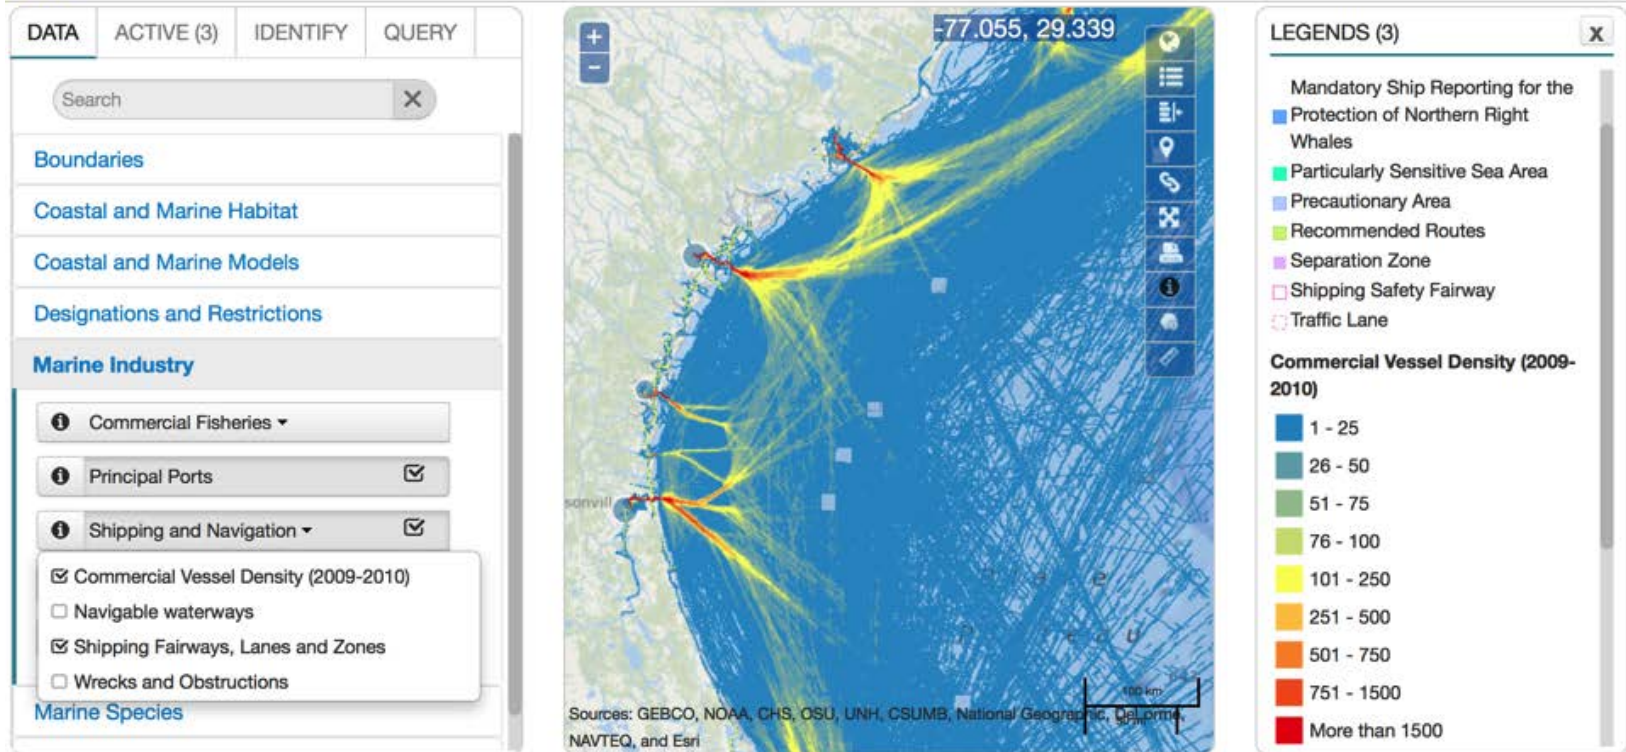 DATA
ACTIVE (3)
IDENTIFY
QUERY
Search
Boundaries
Coastal and Marine Habitat
Coastal and Marine Models
Designations and Restrictions
Marine Industry
Commercial Fisheries
Principal Ports
Shipping and Navigation
Commercial Vessel Density (2009-2010)
Navigable waterways
Shipping Fairways, Lanes and Zones
Wrecks and Obstructions
Marine Species
+
−
-77.055, 29.339
sonvill
100 km
Sources: GEBCO, NOAA, CHS, OSU, UNH, CSUMB, National Geographic, DeLorme,
NAVTEQ, and Esri
LEGENDS (3)
X
Mandatory Ship Reporting for the
Protection of Northern Right
Whales
Particularly Sensitive Sea Area
Precautionary Area
Recommended Routes
Separation Zone
Shipping Safety Fairway
Traffic Lane
Commercial Vessel Density (2009-
2010)
1 - 25
26 - 50
51 - 75
76 - 100
101 - 250
251 - 500
501 - 750
751 - 1500
More than 1500